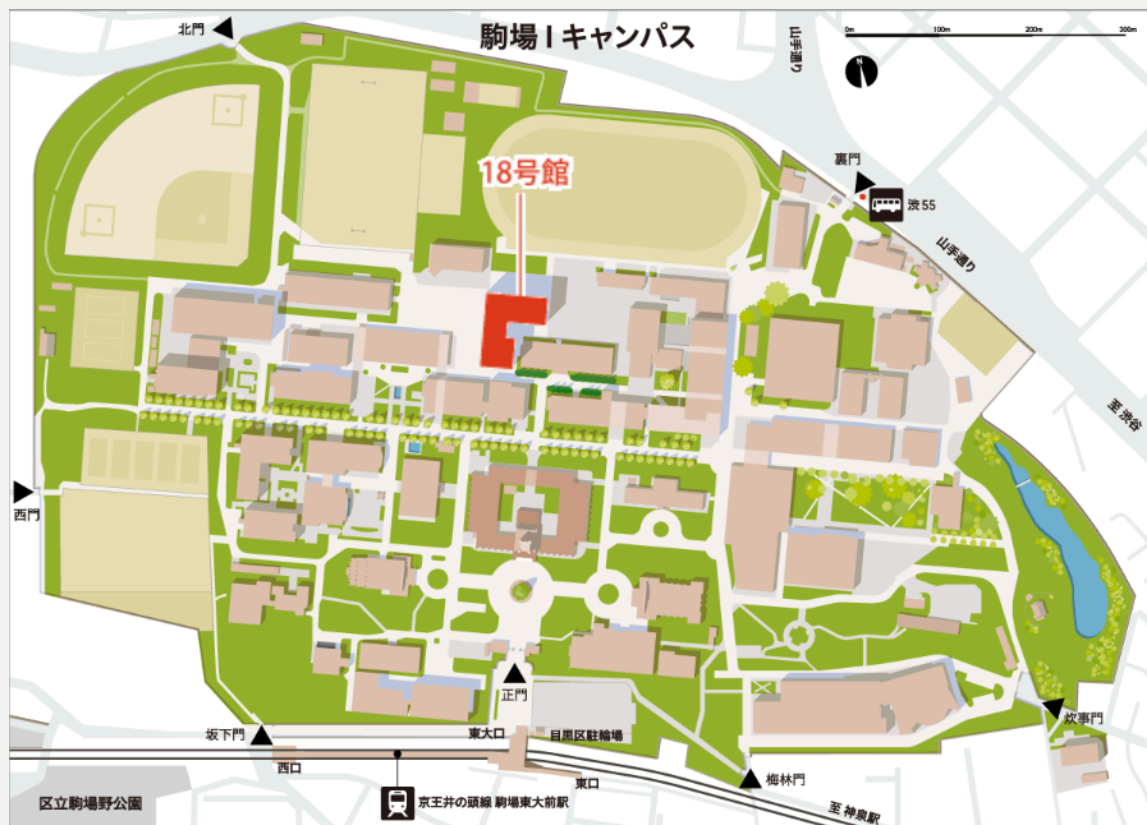 駒場Ⅰキャンパス
北門
山手通り
0m
100m
200m
300m
N
18号館
裏門
渋55
山手通り
至 渋谷
西門
正門
坂下門
東大口
目黒区駐輪場
炊事門
西口
東口
梅林門
区立駒場野公園
京王井の頭線 駒場東大前駅
至 神泉駅